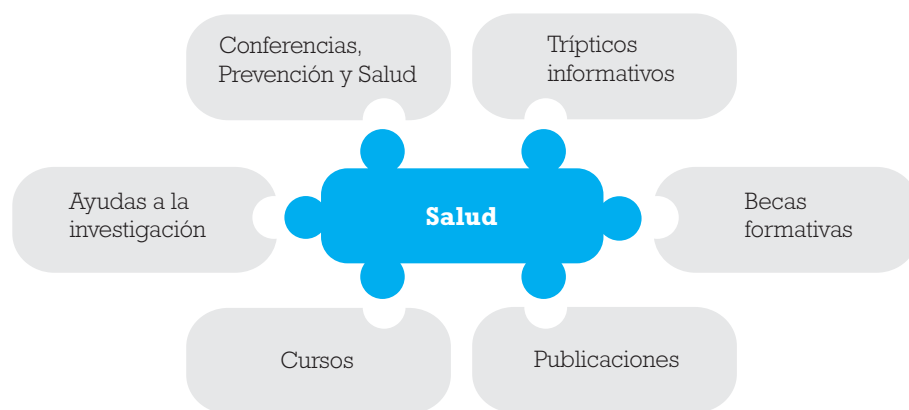 Conferencias,
Prevención y Salud
Trípticos
informativos
Ayudas a la
investigación
Salud
Becas
formativas
Cursos
Publicaciones